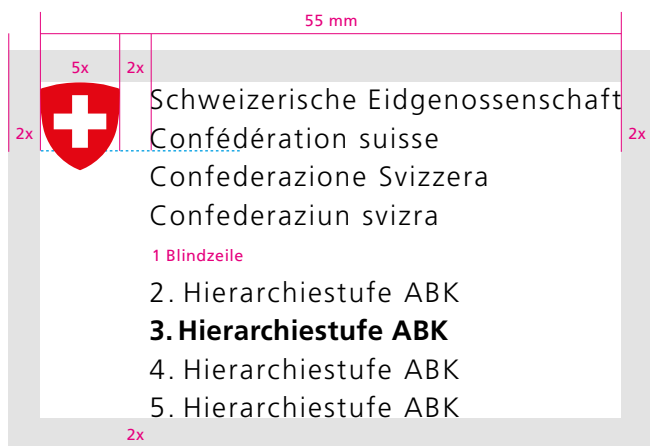 55 mm
5x 2x
Schweizerische Eidgenossenschaft
2x Confédération suisse 2x
Confederazione Svizzera
Confederaziun svizra
1 Blindzeile
2. Hierarchiestufe ABK
3. Hierarchiestufe ABK
4. Hierarchiestufe ABK
5. Hierarchiestufe ABK
2x